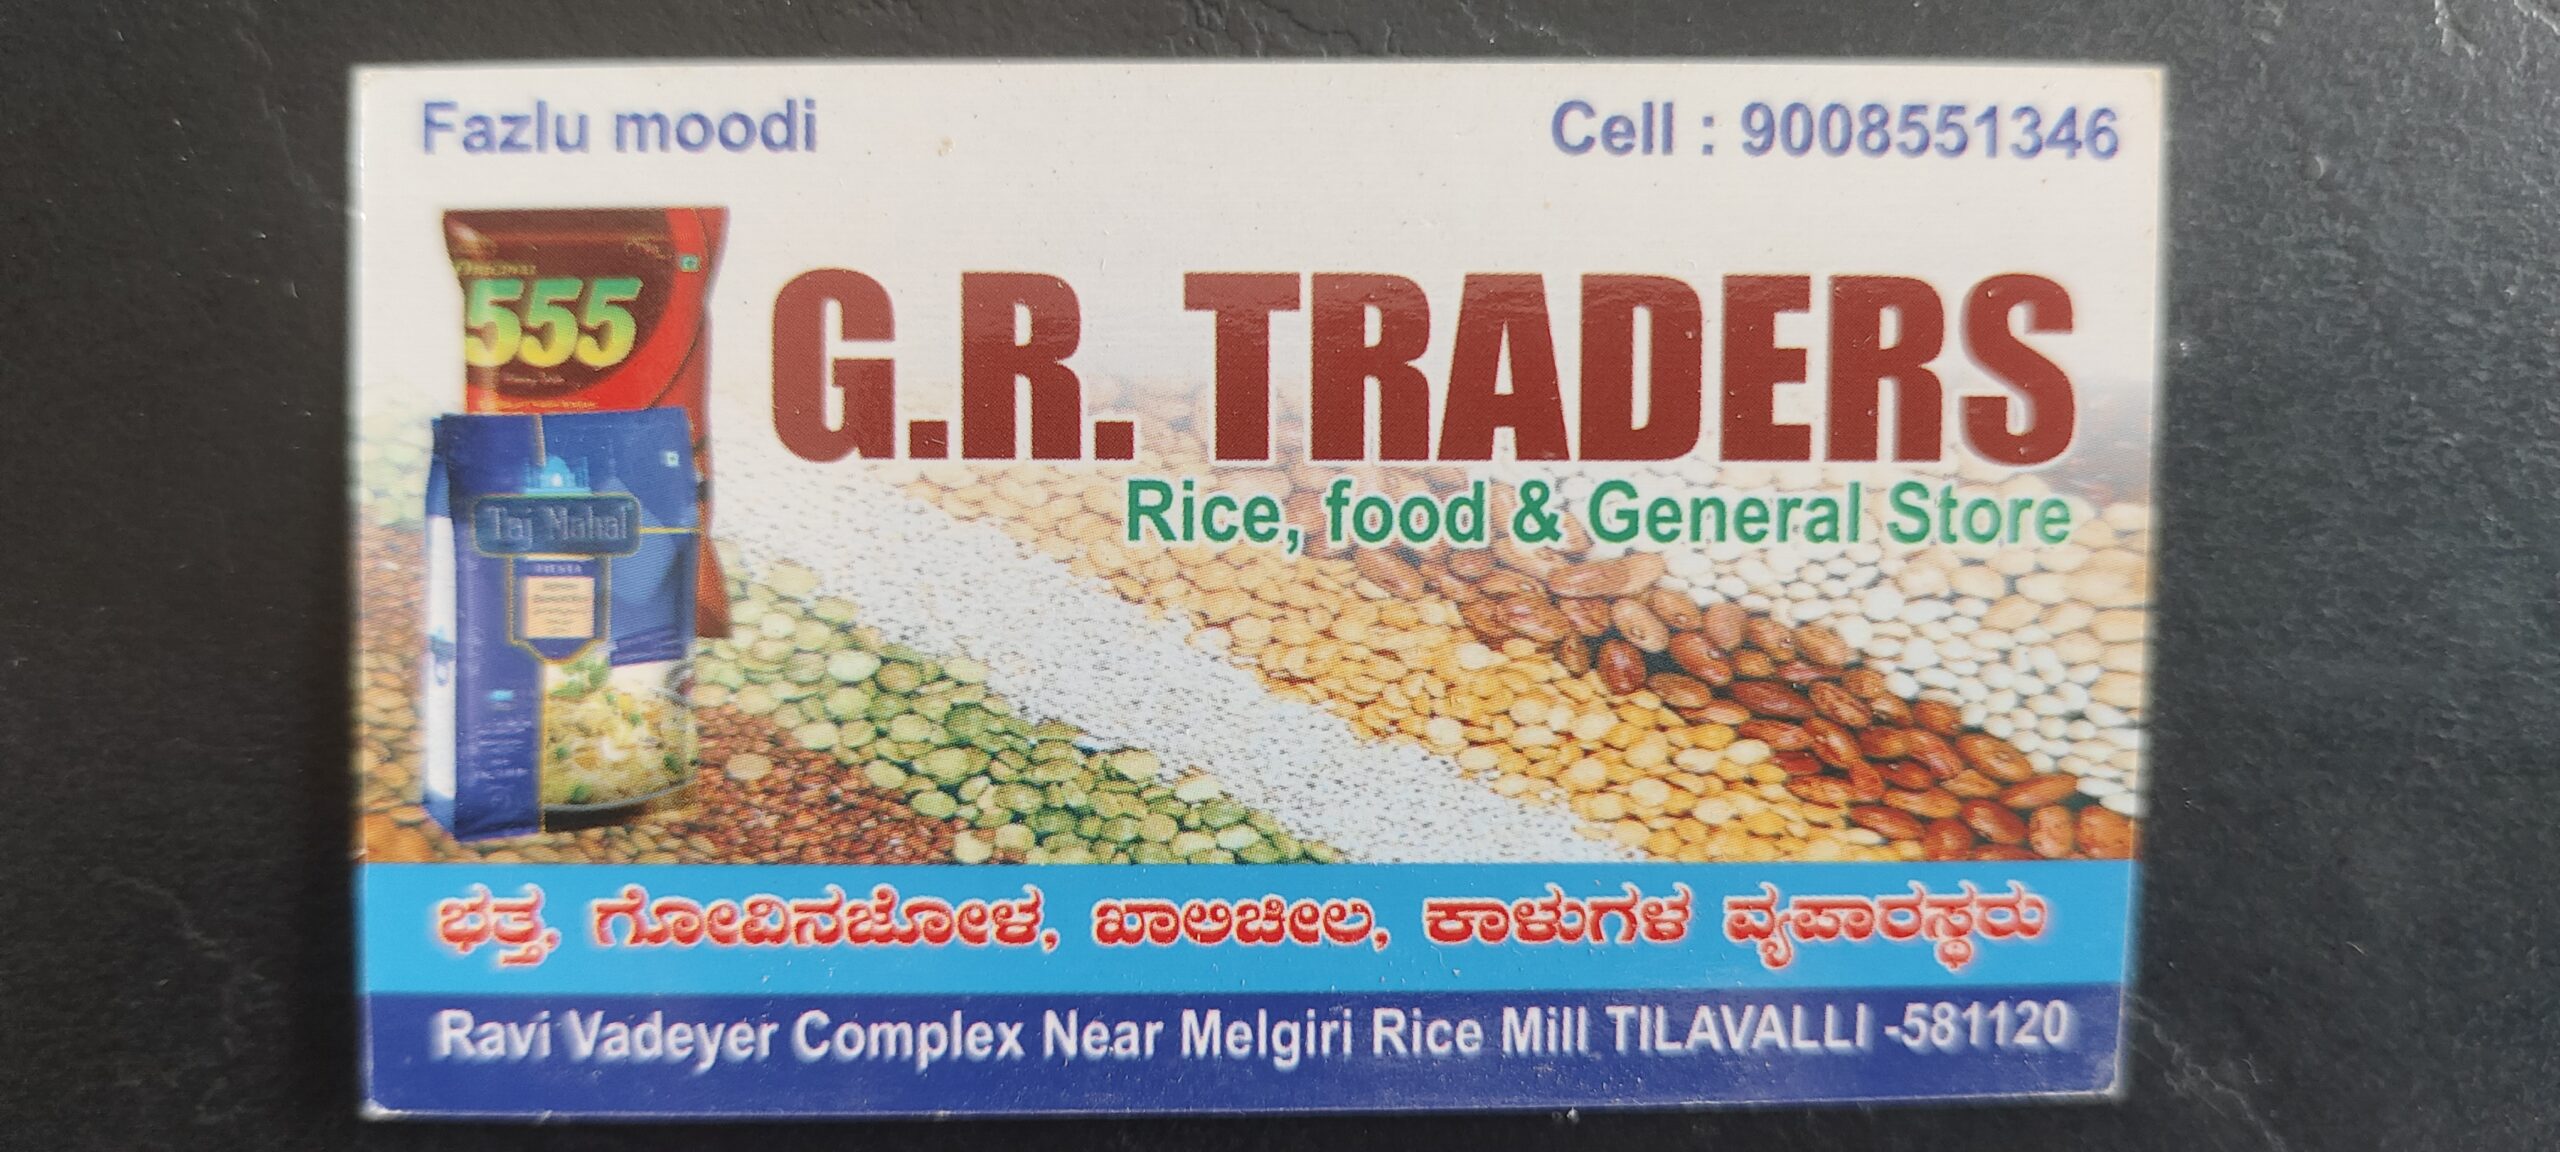 Fazlu moodi Cell : 9008551346
555
G.R. TRADERS
Rice, food & General Store
Taj Mahal
ಭತ್ತ, ಗೋವಿನಜೋಳ, ಖಾಲಿಚೀಲ, ಕಾಳುಗಳ ವ್ಯಪಾರಸ್ಥರು
Ravi Vadeyer Complex Near Melgiri Rice Mill TILAVALLI -581120